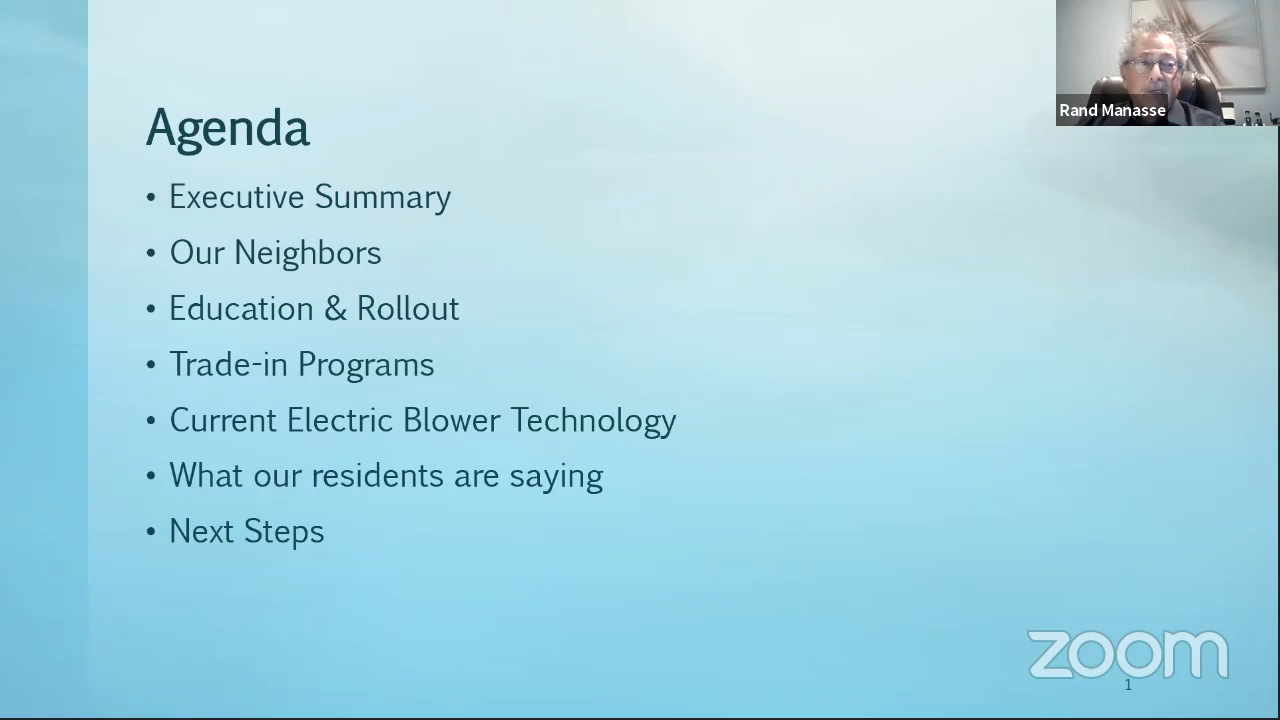 Rand Manasse
Agenda
• Executive Summary
• Our Neighbors
• Education & Rollout
• Trade-in Programs
• Current Electric Blower Technology
• What our residents are saying
• Next Steps
zoom
1